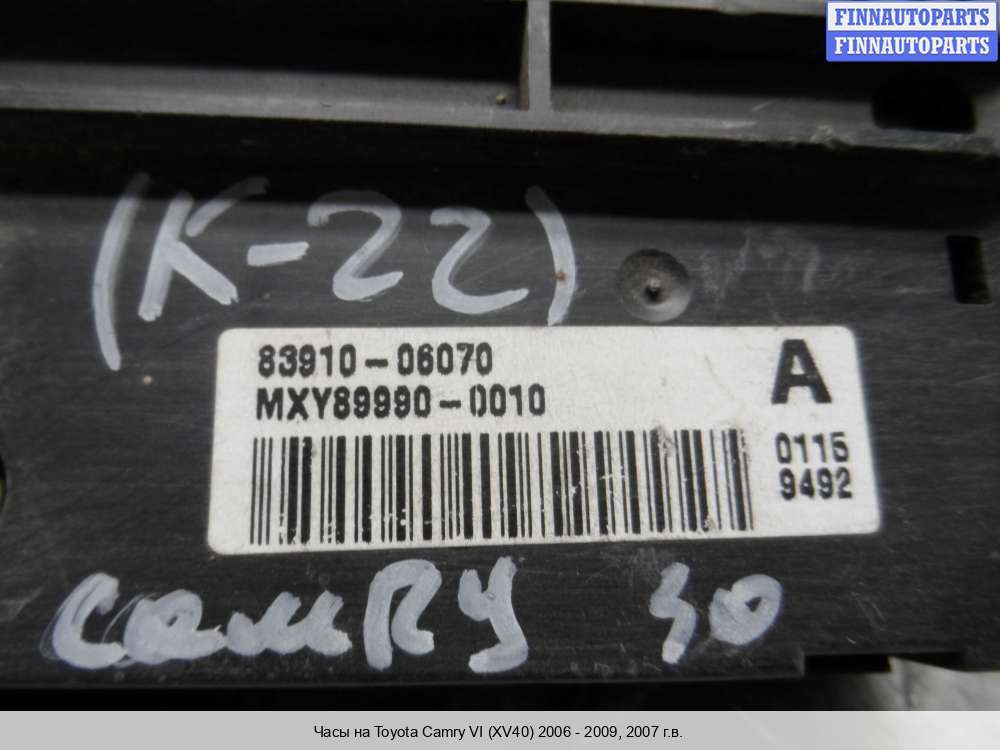 FINNAUTOPARTS
FINNAUTOPARTS
(K-22)
83910-06070
MXY89990-0010
A
0115
9492
CamRY 40
Часы на Toyota Camry VI (XV40) 2006 - 2009, 2007 г.в.